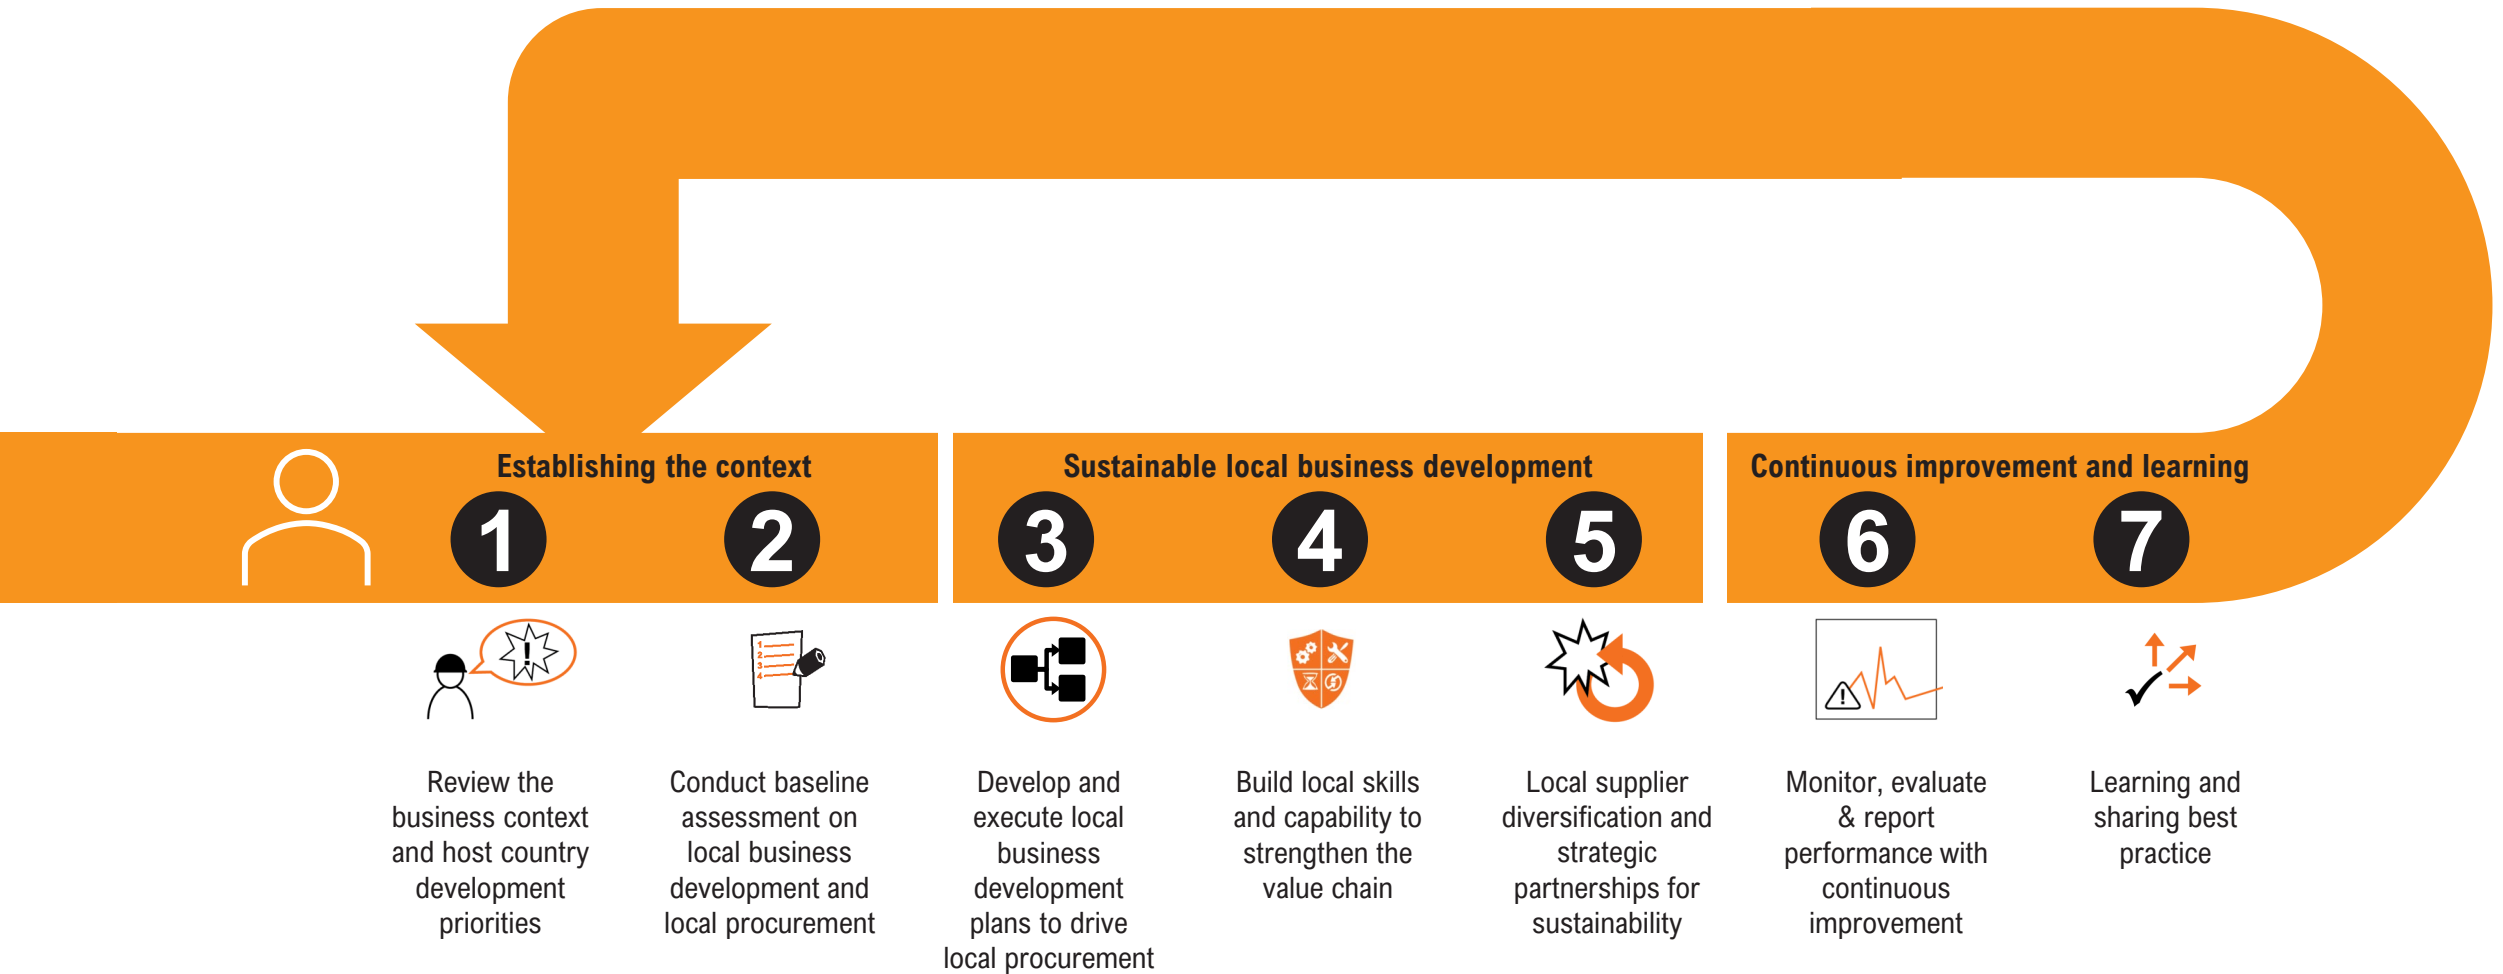 Establishing the context
Sustainable local business development
Continuous improvement and learning
1
2
3
4
5
6
7
!
1
2
3
4
!
Review the
business context
and host country
development
priorities
Conduct baseline
assessment on
local business
development and
local procurement
Develop and
execute local
business
development
plans to drive
local procurement
Build local skills
and capability to
strengthen the
value chain
Local supplier
diversification and
strategic
partnerships for
sustainability
Monitor, evaluate
& report
performance with
continuous
improvement
Learning and
sharing best
practice